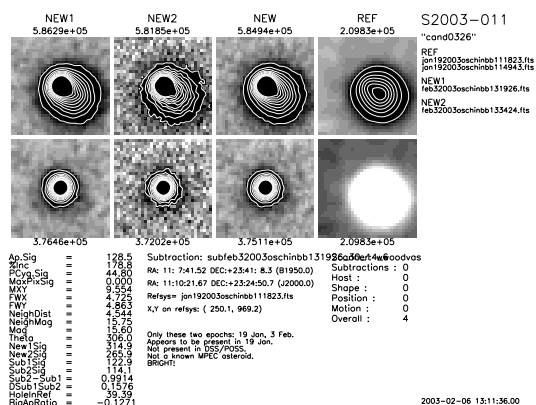 NEW1 NEW2 NEW REF S2003-011
5.8629e+05 5.8185e+05 5.8494e+05 2.0983e+05
"cand0326"
REF
jan192003oschinbb111823.fts
jan192003oschinbb114943.fts
NEW1
feb32003oschinbb131926.fts
NEW2
feb32003oschinbb133424.fts
3.7646e+05 3.7202e+05 3.7511e+05 2.0983e+05
Ap.Sig = 128.5
%Inc = 178.8
PCyg.Sig = 44.80
MaxPixSig = 0.000
MXY = 9.554
FWX = 4.725
FWY = 4.863
NeighDist = 4.544
NeighMag = 15.75
Mag = 15.60
Theta = 306.0
New1Sig = 314.9
New2Sig = 265.9
Sub1Sig = 122.9
Sub2Sig = 114.1
Sub2-Sub1 = 0.9914
DSub1Sub2 = 0.1576
HoleInRef = 39.39
BigApRatio = -0.1271
Subtraction: subfeb32003oschinbb131926
RA: 11: 7:41.52 DEC:+23:41: 8.3 (B1950.0)
RA: 11:10:21.67 DEC:+23:24:50.7 (J2000.0)
Refsys= jan192003oschinbb111823.fts
X,Y on refsys: ( 250.1, 969.2)
Only these two epochs: 19 Jan, 3 Feb.
Appears to be present in 19 Jan.
Not present in DSS/POSS.
Not a known MPEC asteroid.
BRIGHT!
Subtractions : 0
Host : 0
Shape : 0
Position : 0
Motion : 0
Overall : 4
2003-02-06 13:11:36.00